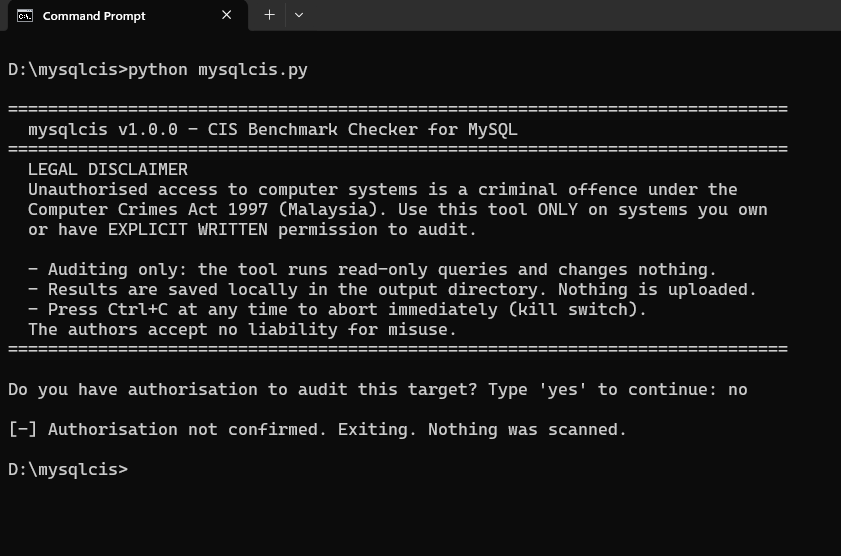 Command Prompt
D:\mysqlcis>python mysqlcis.py
==============================================================================
mysqlcis v1.0.0 - CIS Benchmark Checker for MySQL
==============================================================================
LEGAL DISCLAIMER
Unauthorised access to computer systems is a criminal offence under the
Computer Crimes Act 1997 (Malaysia). Use this tool ONLY on systems you own
or have EXPLICIT WRITTEN permission to audit.
- Auditing only: the tool runs read-only queries and changes nothing.
- Results are saved locally in the output directory. Nothing is uploaded.
- Press Ctrl+C at any time to abort immediately (kill switch).
The authors accept no liability for misuse.
==============================================================================
Do you have authorisation to audit this target? Type 'yes' to continue: no
[-] Authorisation not confirmed. Exiting. Nothing was scanned.
D:\mysqlcis>